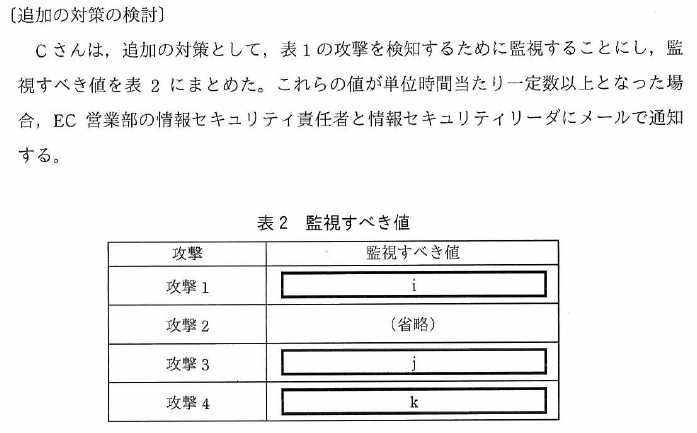 〔追加の対策の検討〕
Cさんは，追加の対策として，表1の攻撃を検知するために監視することにし，監
視すべき値を表 2 にまとめた。これらの値が単位時間当たり一定数以上となった場
合，EC 営業部の情報セキュリティ責任者と情報セキュリティリーダにメールで通知
する。
表2 監視すべき値
攻撃 監視すべき値
攻撃1 i
攻撃2 （省略）
攻撃3 j
攻撃4 k